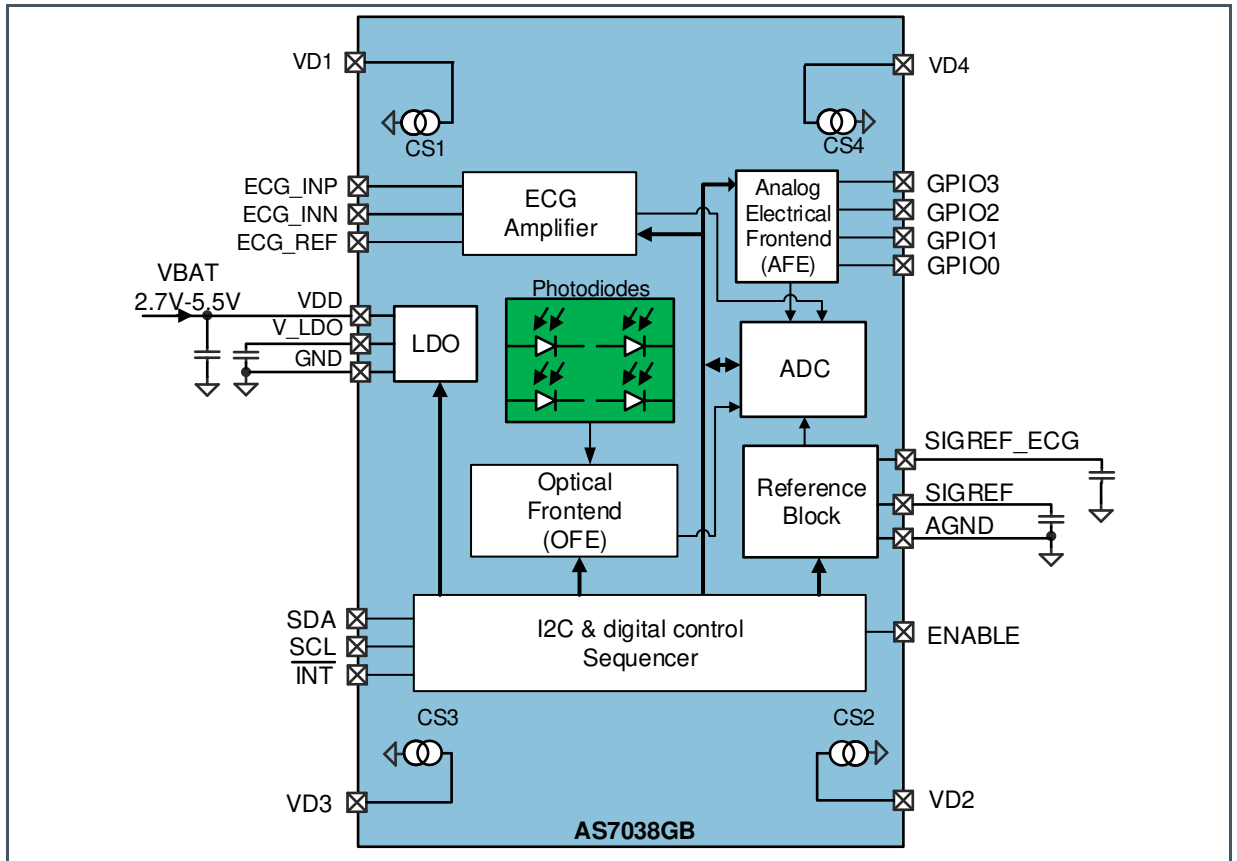 VD1
VD4
CS1
CS4
ECG_INP
ECG_INN
ECG_REF
ECG
Amplifier
Analog
Electrical
Frontend
(AFE)
GPIO3
GPIO2
GPIO1
GPIO0
VBAT
2.7V-5.5V
VDD
V_LDO
GND
LDO
Photodiodes
ADC
Optical
Frontend
(OFE)
Reference
Block
SIGREF_ECG
SIGREF
AGND
SDA
SCL
INT
I2C & digital control
Sequencer
ENABLE
CS3
CS2
VD3
VD2
AS7038GB